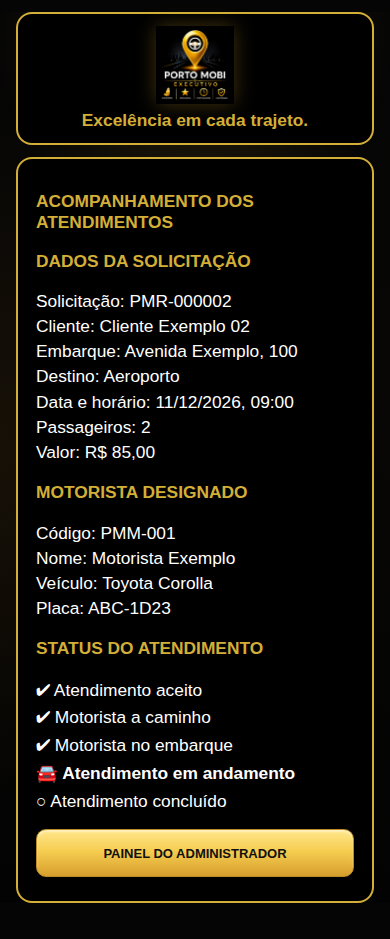 PORTO MOBI
EXECUTIVO
Excelência em cada trajeto.
ACOMPANHAMENTO DOS
ATENDIMENTOS
DADOS DA SOLICITAÇÃO
Solicitação: PMR-000002
Cliente: Cliente Exemplo 02
Embarque: Avenida Exemplo, 100
Destino: Aeroporto
Data e horário: 11/12/2026, 09:00
Passageiros: 2
Valor: R$ 85,00
MOTORISTA DESIGNADO
Código: PMM-001
Nome: Motorista Exemplo
Veículo: Toyota Corolla
Placa: ABC-1D23
STATUS DO ATENDIMENTO
✔ Atendimento aceito
✔ Motorista a caminho
✔ Motorista no embarque
🚘 Atendimento em andamento
○ Atendimento concluído
PAINEL DO ADMINISTRADOR